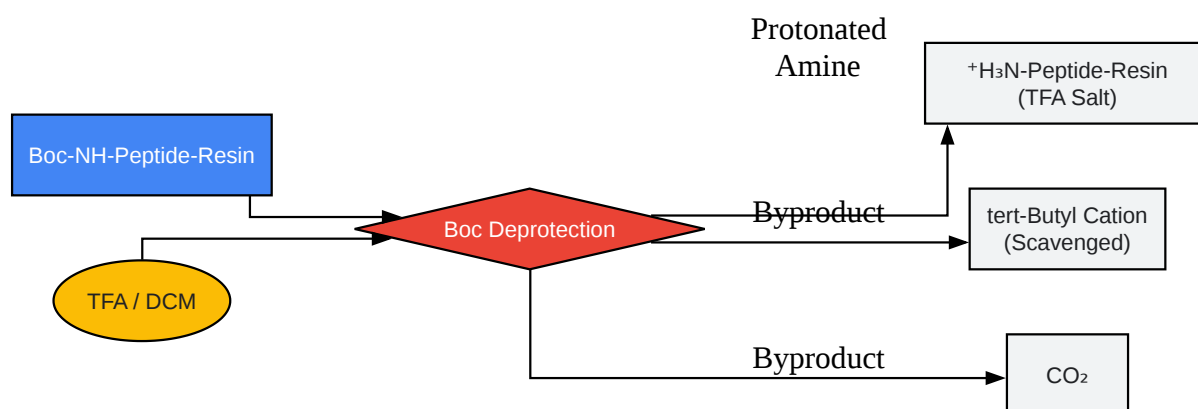 Protonated
Amine
⁺H₃N-Peptide-Resin
(TFA Salt)
Boc-NH-Peptide-Resin
Boc Deprotection
Byproduct
tert-Butyl Cation
(Scavenged)
TFA / DCM
Byproduct
CO₂